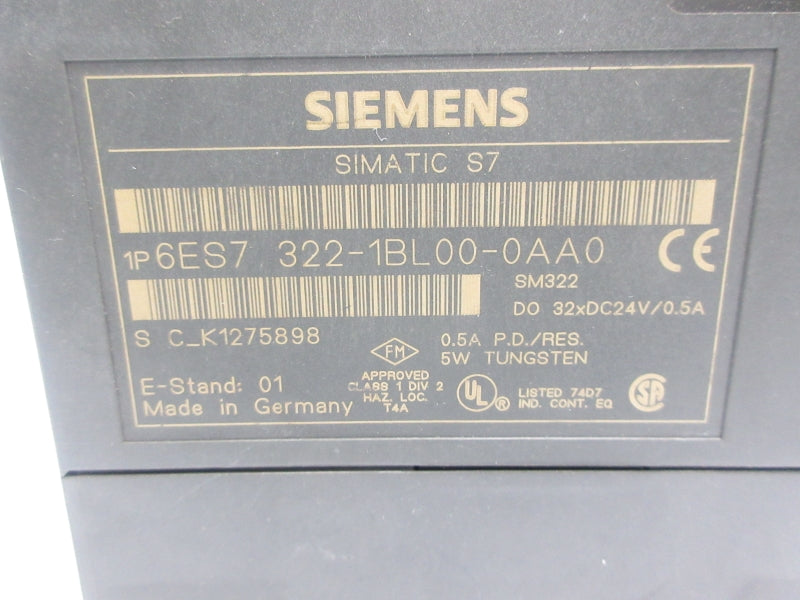 SIEMENS
SIMATIC S7
1P 6ES7 322-1BL00-0AA0 CE
SM322
DO 32xDC24V/0.5A
S C_K1275898
FM
APPROVED
CLASS 1 DIV 2
HAZ. LOC.
T4A
0.5A P.D./RES.
5W TUNGSTEN
E-Stand: 01
Made in Germany
UL ®
LISTED 74D7
IND. CONT. EQ
SA